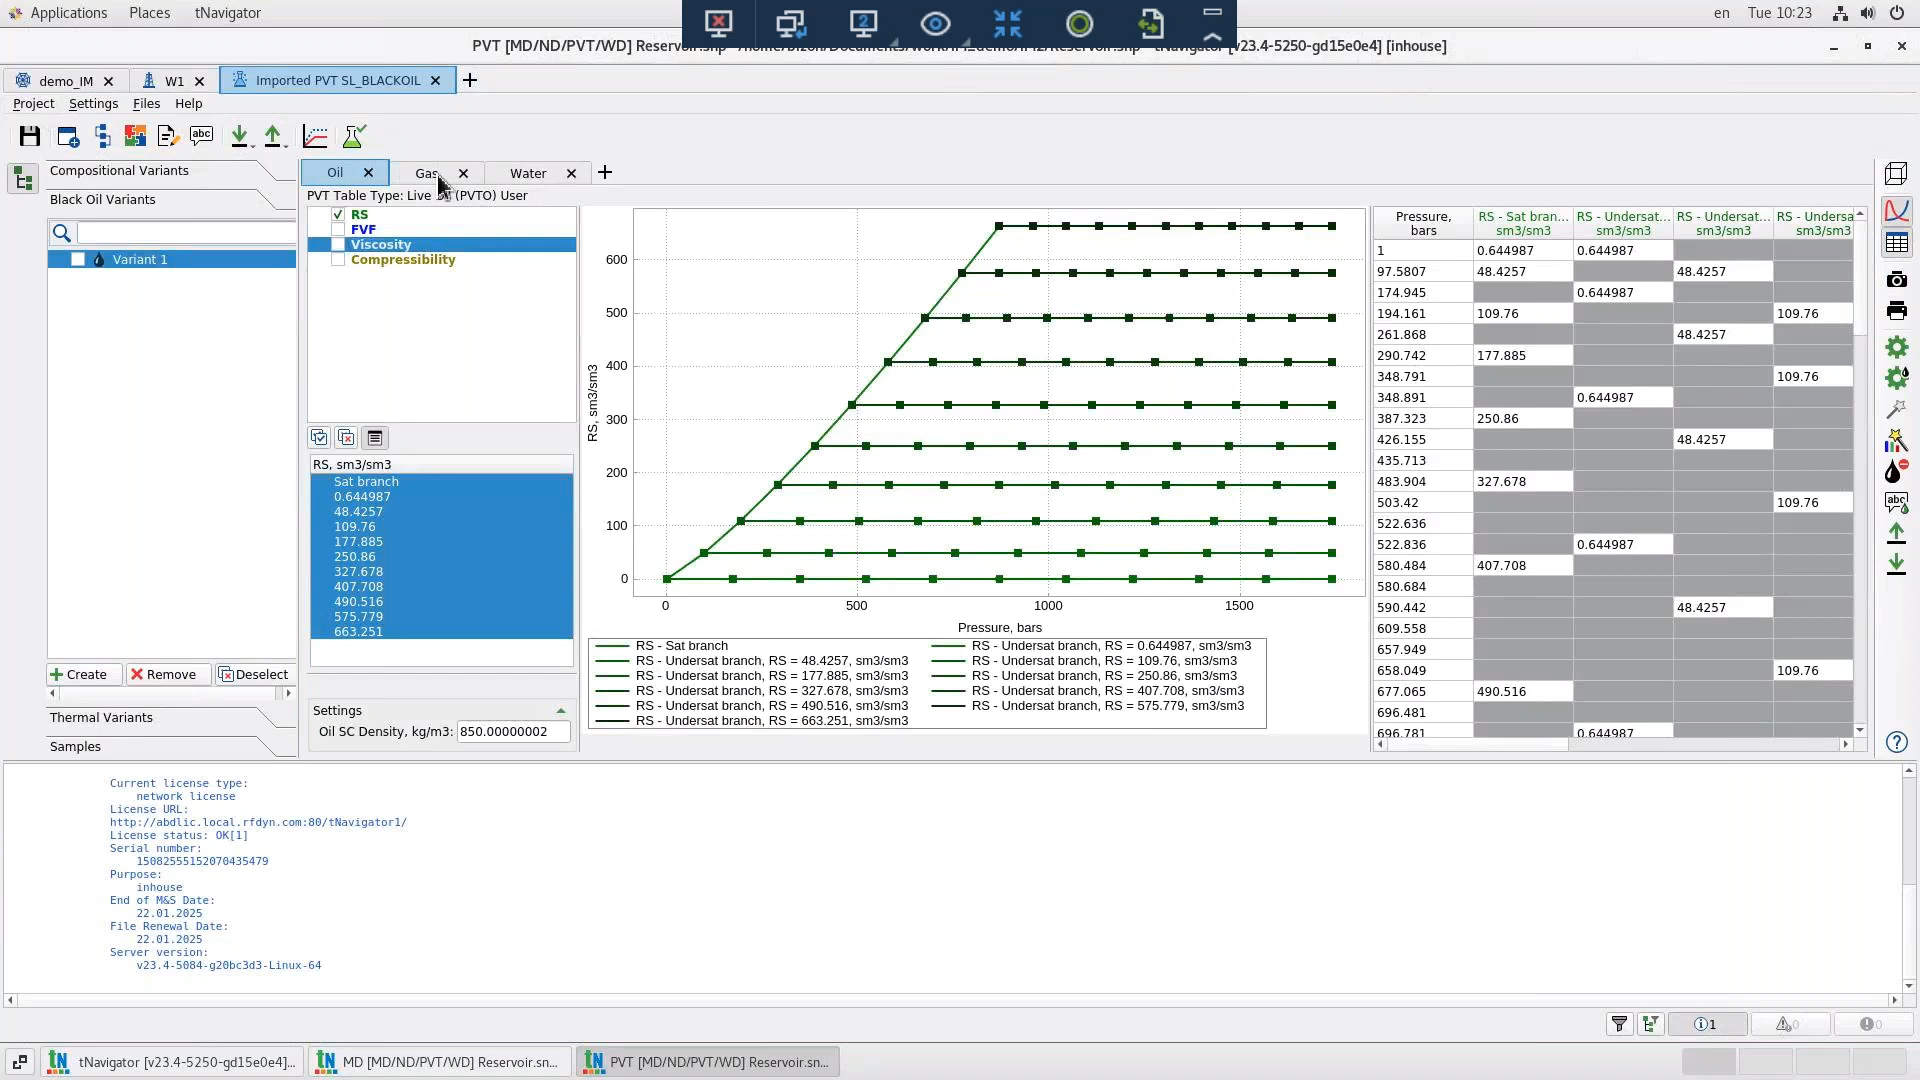 Applications Places tNavigator
en Tue 10:23
2
PVT [MD/ND/PVT/WD] Reservoir.snp
[v23.4-5250-gd15e0e4] [inhouse]
demo_IM W1 Imported PVT SL_BLACKOIL
Project Settings Files Help
abc
Compositional Variants
Black Oil Variants
Variant 1
Create Remove Deselect
Thermal Variants
Samples
Oil Gas Water
PVT Table Type: Live (PVTO) User
RS
FVF
Viscosity
Compressibility
RS, sm3/sm3
Sat branch
0.644987
48.4257
109.76
177.885
250.86
327.678
407.708
490.516
575.779
663.251
Settings
Oil SC Density, kg/m3: 850.00000002
RS, sm3/sm3
600
500
400
300
200
100
0
0 500 1000 1500
Pressure, bars
RS - Sat branch RS - Undersat branch, RS = 0.644987, sm3/sm3
RS - Undersat branch, RS = 48.4257, sm3/sm3 RS - Undersat branch, RS = 109.76, sm3/sm3
RS - Undersat branch, RS = 177.885, sm3/sm3 RS - Undersat branch, RS = 250.86, sm3/sm3
RS - Undersat branch, RS = 327.678, sm3/sm3 RS - Undersat branch, RS = 407.708, sm3/sm3
RS - Undersat branch, RS = 490.516, sm3/sm3 RS - Undersat branch, RS = 575.779, sm3/sm3
RS - Undersat branch, RS = 663.251, sm3/sm3
Pressure, RS - Sat bran... RS - Undersat... RS - Undersat... RS - Undersa
bars sm3/sm3 sm3/sm3 sm3/sm3 sm3/sm3
1 0.644987 0.644987
97.5807 48.4257 48.4257
174.945 0.644987
194.161 109.76 109.76
261.868 48.4257
290.742 177.885
348.791 109.76
348.891 0.644987
387.323 250.86
426.155 48.4257
435.713
483.904 327.678
503.42 109.76
522.636
522.836 0.644987
580.484 407.708
580.684
590.442 48.4257
609.558
657.949
658.049 109.76
677.065 490.516
696.481
696.781 0.644987
abc
Current license type:
network license
License URL:
http://abdlic.local.rfdyn.com:80/tNavigator1/
License status: OK[1]
Serial number:
15082555152070435479
Purpose:
inhouse
End of M&S Date:
22.01.2025
File Renewal Date:
22.01.2025
Server version:
v23.4-5084-g20bc3d3-Linux-64
1 0 0
tN tNavigator [v23.4-5250-gd15e0e4]... tN MD [MD/ND/PVT/WD] Reservoir.sn... tN PVT [MD/ND/PVT/WD] Reservoir.sn...